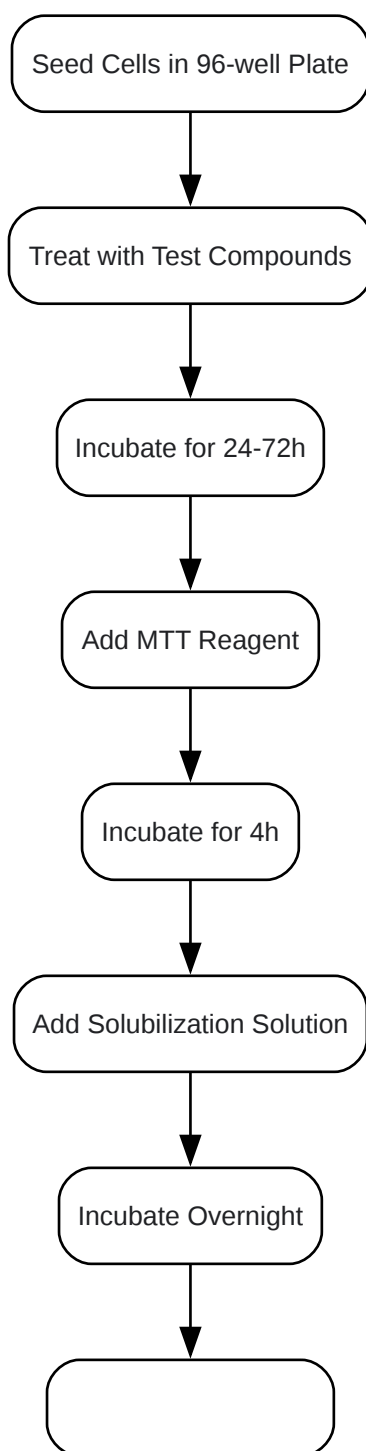 Seed Cells in 96-well Plate
Treat with Test Compounds
Incubate for 24-72h
Add MTT Reagent
Incubate for 4h
Add Solubilization Solution
Incubate Overnight